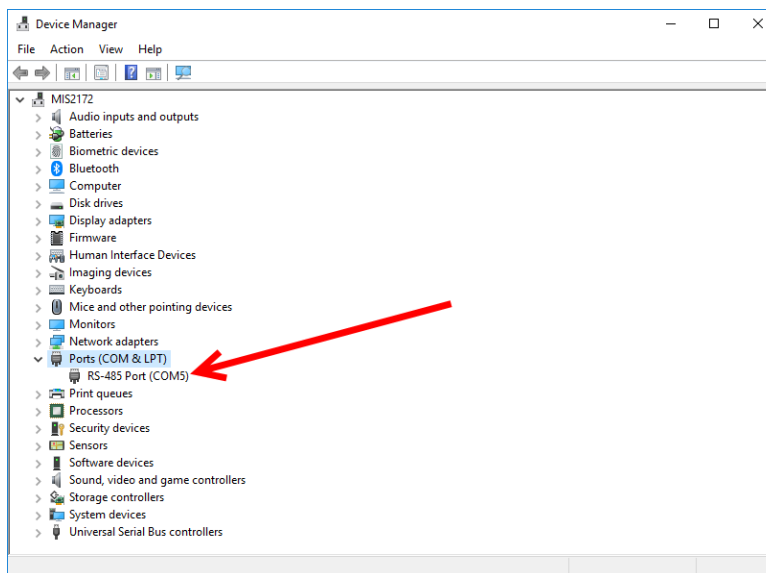 Device Manager
File Action View Help
MIS2172
Audio inputs and outputs
Batteries
Biometric devices
Bluetooth
Computer
Disk drives
Display adapters
Firmware
Human Interface Devices
Imaging devices
Keyboards
Mice and other pointing devices
Monitors
Network adapters
Ports (COM & LPT)
RS-485 Port (COM5)
Print queues
Processors
Security devices
Sensors
Software devices
Sound, video and game controllers
Storage controllers
System devices
Universal Serial Bus controllers